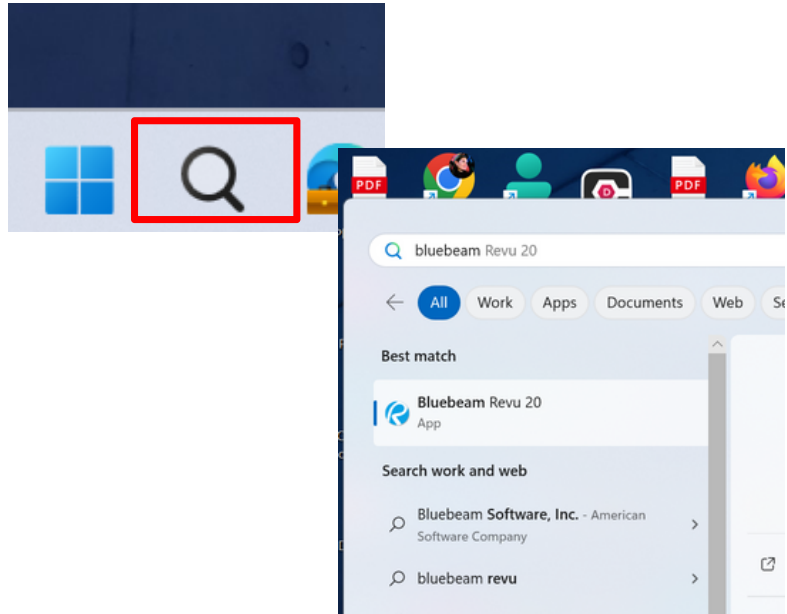 PDF
PDF
bluebeam Revu 20
All Work Apps Documents Web Se
Best match
Bluebeam Revu 20
App
Search work and web
Bluebeam Software, Inc. - American
Software Company
bluebeam revu